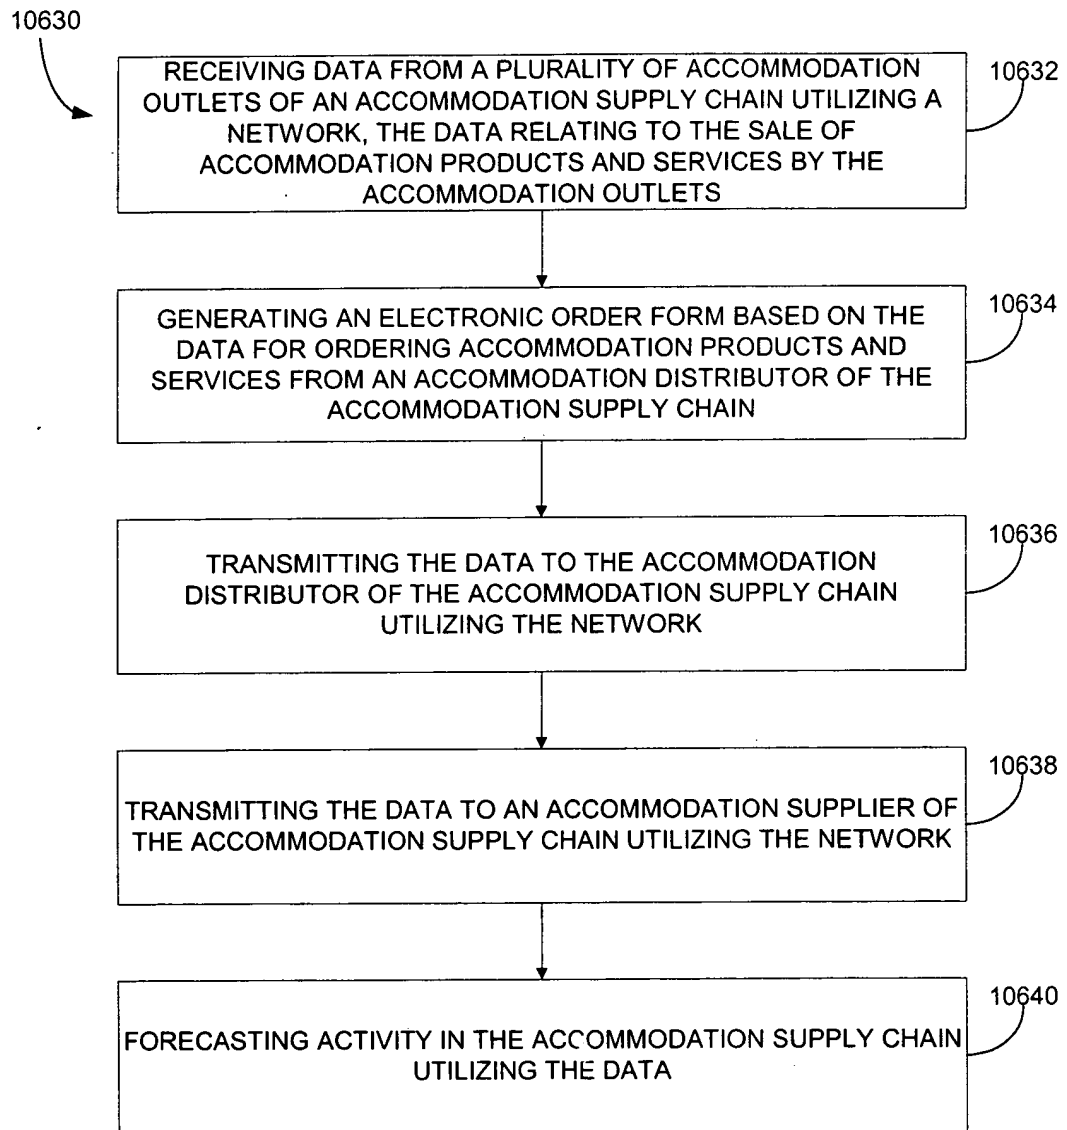 10630
RECEIVING DATA FROM A PLURALITY OF ACCOMMODATION
OUTLETS OF AN ACCOMMODATION SUPPLY CHAIN UTILIZING A
NETWORK, THE DATA RELATING TO THE SALE OF
ACCOMMODATION PRODUCTS AND SERVICES BY THE
ACCOMMODATION OUTLETS
10632
GENERATING AN ELECTRONIC ORDER FORM BASED ON THE
DATA FOR ORDERING ACCOMMODATION PRODUCTS AND
SERVICES FROM AN ACCOMMODATION DISTRIBUTOR OF THE
ACCOMMODATION SUPPLY CHAIN
10634
TRANSMITTING THE DATA TO THE ACCOMMODATION
DISTRIBUTOR OF THE ACCOMMODATION SUPPLY CHAIN
UTILIZING THE NETWORK
10636
TRANSMITTING THE DATA TO AN ACCOMMODATION SUPPLIER OF
THE ACCOMMODATION SUPPLY CHAIN UTILIZING THE NETWORK
10638
FORECASTING ACTIVITY IN THE ACCOMMODATION SUPPLY CHAIN
UTILIZING THE DATA
10640